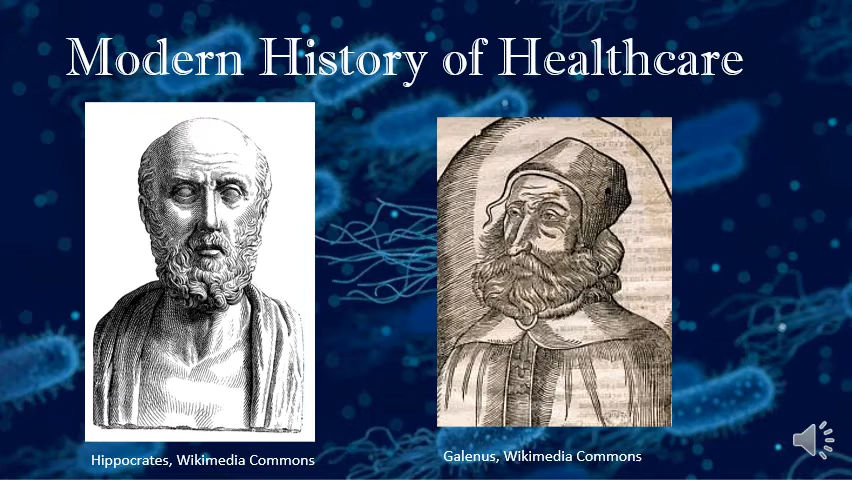 Modern History of Healthcare
Hippocrates, Wikimedia Commons
Galenus, Wikimedia Commons